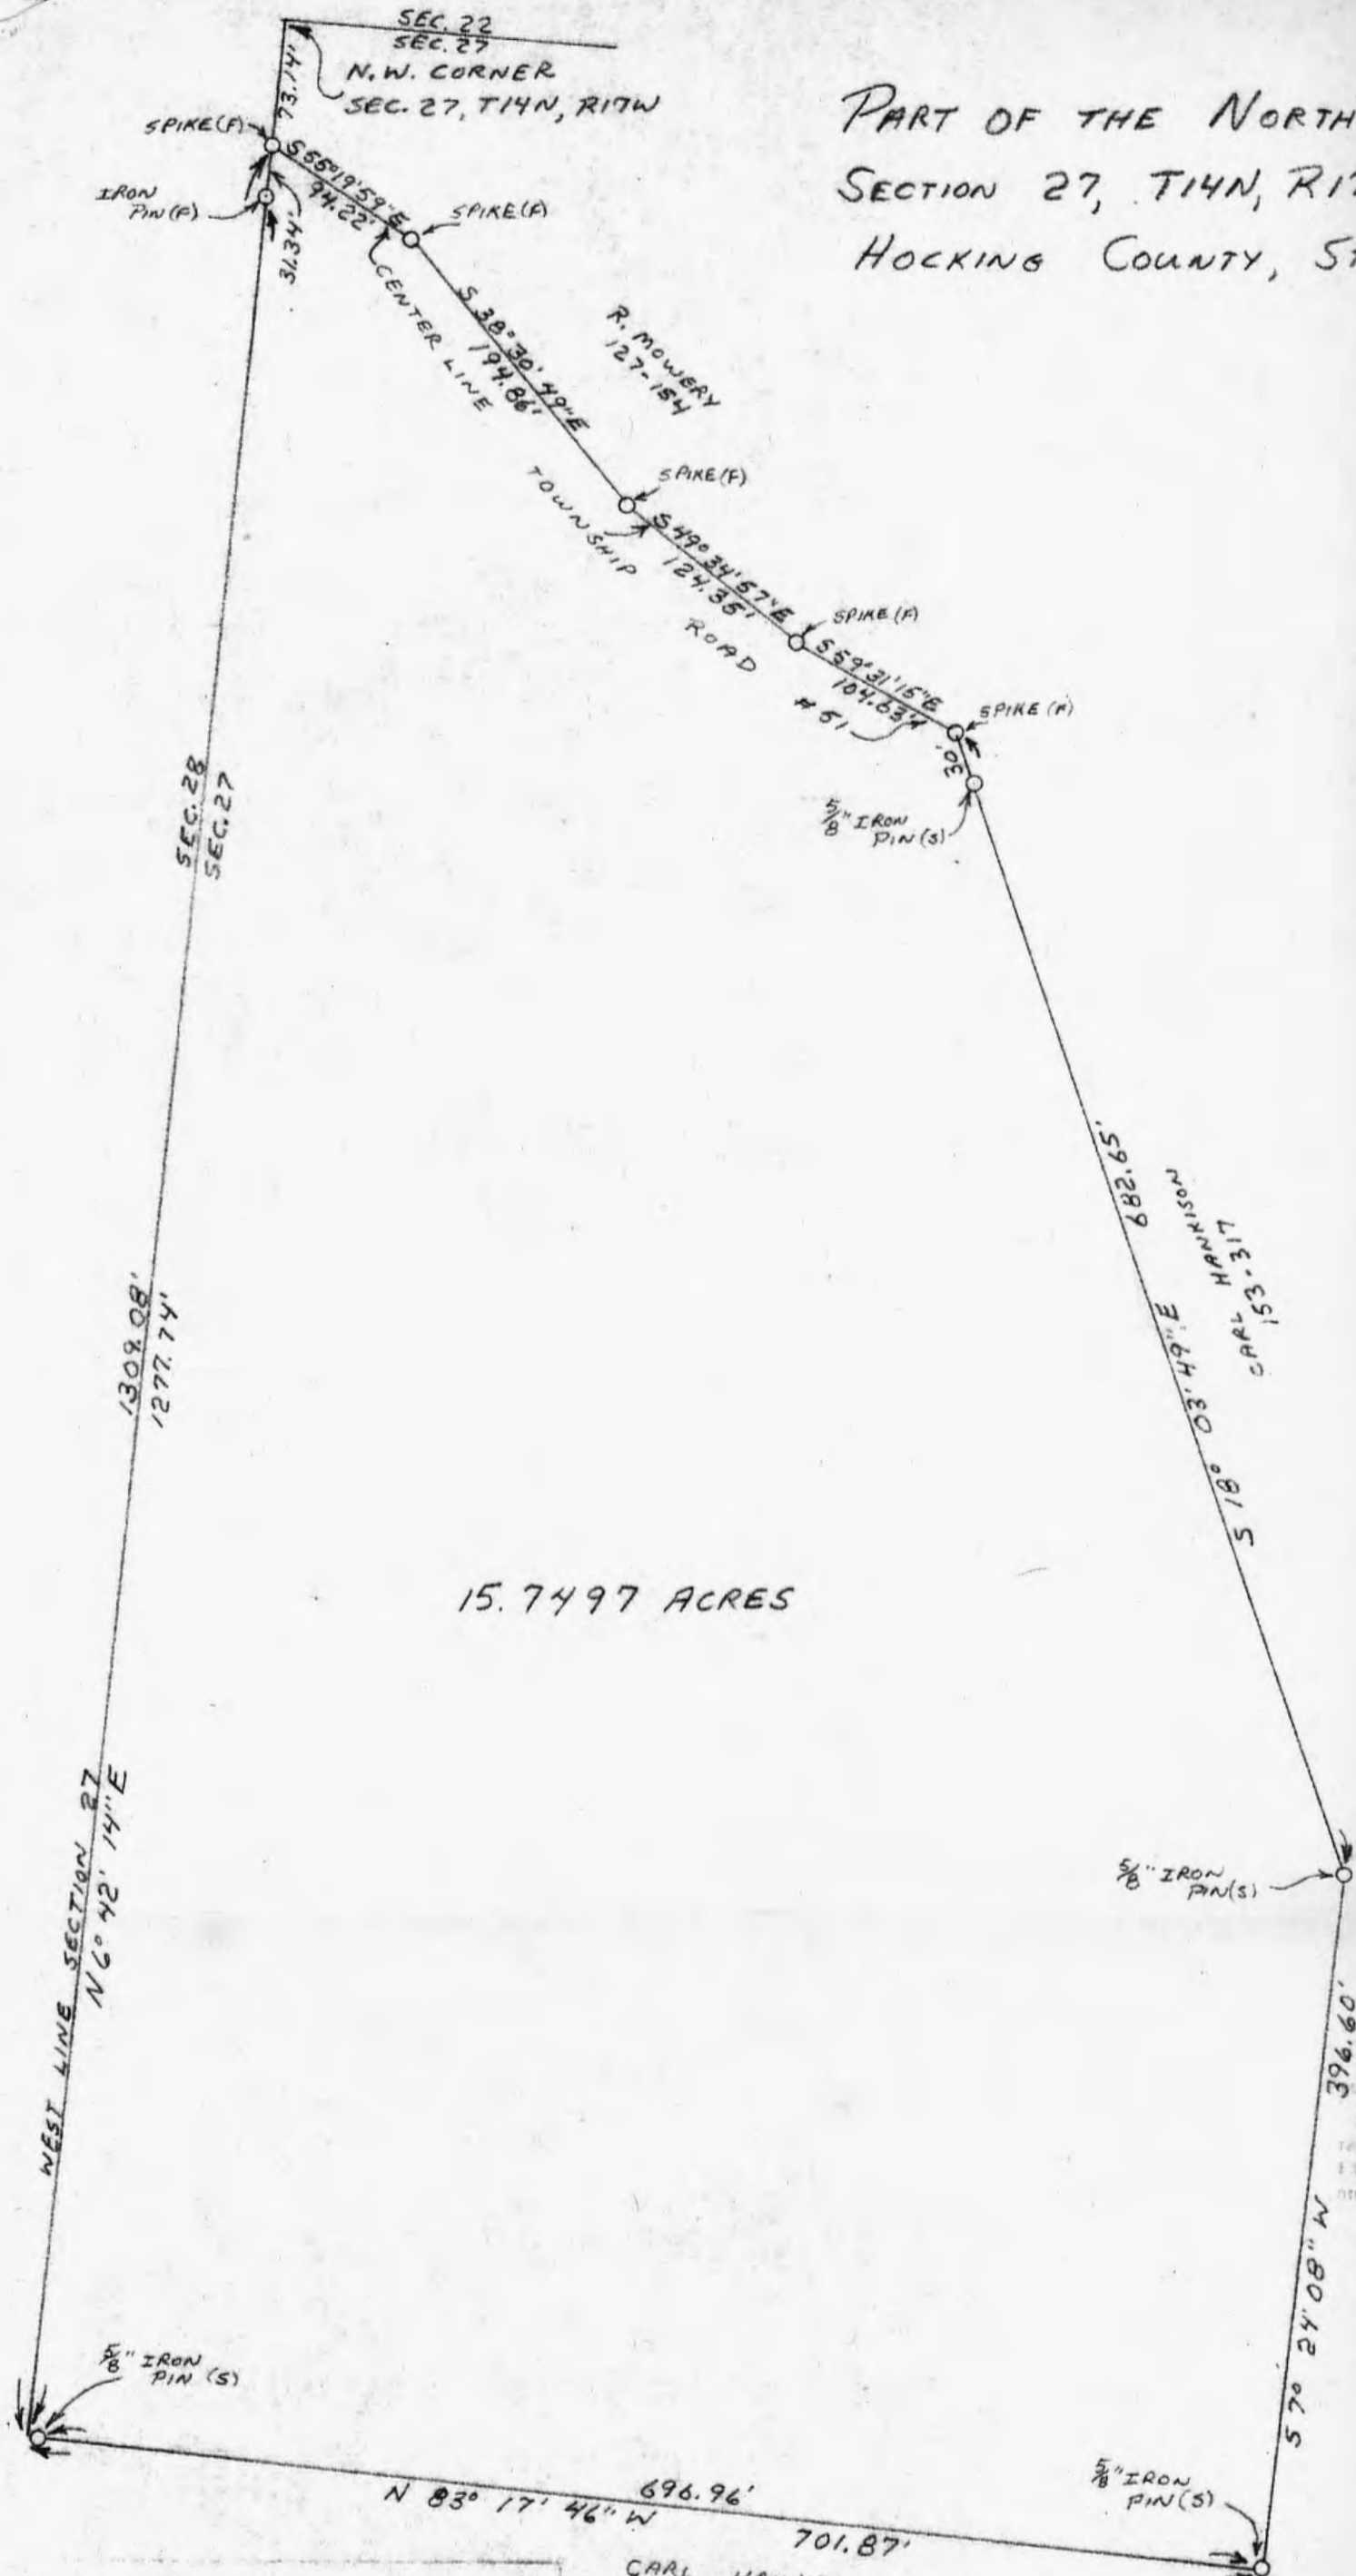 SEC. 22
SEC. 27
N.W. CORNER
SEC. 27, T14N, R17W
73.14'
PART OF THE NORTH
SECTION 27, T14N, R17
HOCKING COUNTY, ST
SPIKE(F)
S55°19'59"E
94.22'
IRON
PIN(F)
31.34'
SPIKE(F)
CENTER LINE
S 38° 30' 49" E
194.86'
R. MOWERY
127-154
SPIKE(F)
TOWNSHIP
S49° 34' 57" E
124.35'
SPIKE(F)
ROAD
S59° 31' 15" E
104.63'
# 51
SPIKE(F)
30'
5/8" IRON
PIN(S)
SEC. 28
SEC. 27
682.65'
CARL HANNISON
153-317
S 18° 03' 49" E
1309.08'
1277.74'
15.7497 ACRES
WEST LINE SECTION 27
N 6° 42' 14" E
5/8" IRON
PIN(S)
396.60'
S 7° 24' 08" W
5/8" IRON
PIN (S)
696.96'
N 83° 17' 46" W
701.87'
5/8" IRON
PIN(S)
CARL